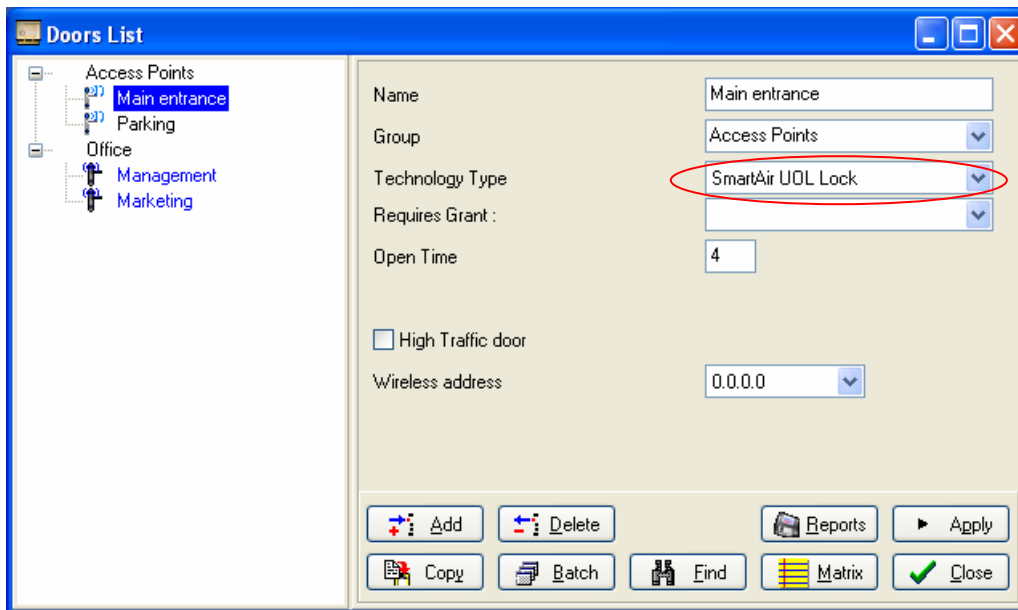 Doors List
Access Points
Main entrance
Parking
Office
Management
Marketing
Name
Main entrance
Group
Access Points
Technology Type
SmartAir UOL Lock
Requires Grant :
Open Time
4
High Traffic door
Wireless address
0.0.0.0
Add
Delete
Reports
Apply
Copy
Batch
Find
Matrix
Close